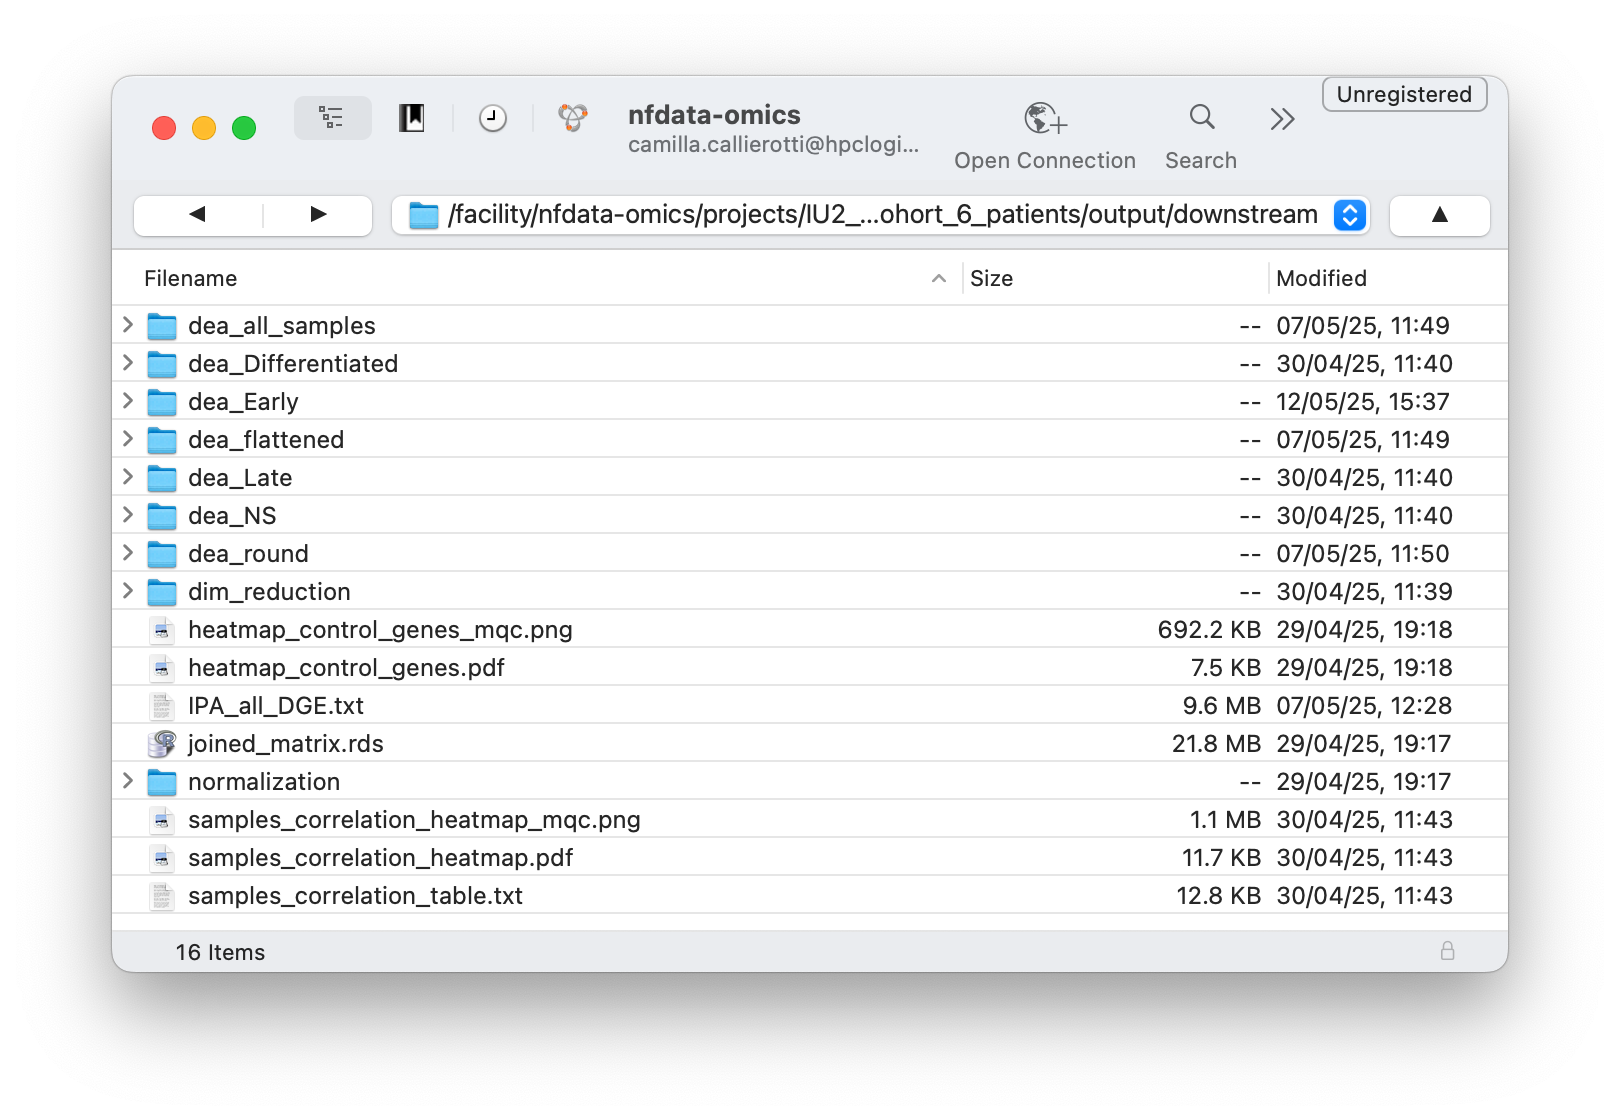 Unregistered
nfdata-omics
camilla.callierotti@hpclogi...
Open Connection
Search
/facility/nfdata-omics/projects/IU2_...ohort_6_patients/output/downstream
Filename Size Modified
dea_all_samples -- 07/05/25, 11:49
dea_Differentiated -- 30/04/25, 11:40
dea_Early -- 12/05/25, 15:37
dea_flattened -- 07/05/25, 11:49
dea_Late -- 30/04/25, 11:40
dea_NS -- 30/04/25, 11:40
dea_round -- 07/05/25, 11:50
dim_reduction -- 30/04/25, 11:39
heatmap_control_genes_mqc.png 692.2 KB 29/04/25, 19:18
heatmap_control_genes.pdf 7.5 KB 29/04/25, 19:18
IPA_all_DGE.txt 9.6 MB 07/05/25, 12:28
joined_matrix.rds 21.8 MB 29/04/25, 19:17
normalization -- 29/04/25, 19:17
samples_correlation_heatmap_mqc.png 1.1 MB 30/04/25, 11:43
samples_correlation_heatmap.pdf 11.7 KB 30/04/25, 11:43
samples_correlation_table.txt 12.8 KB 30/04/25, 11:43
16 Items